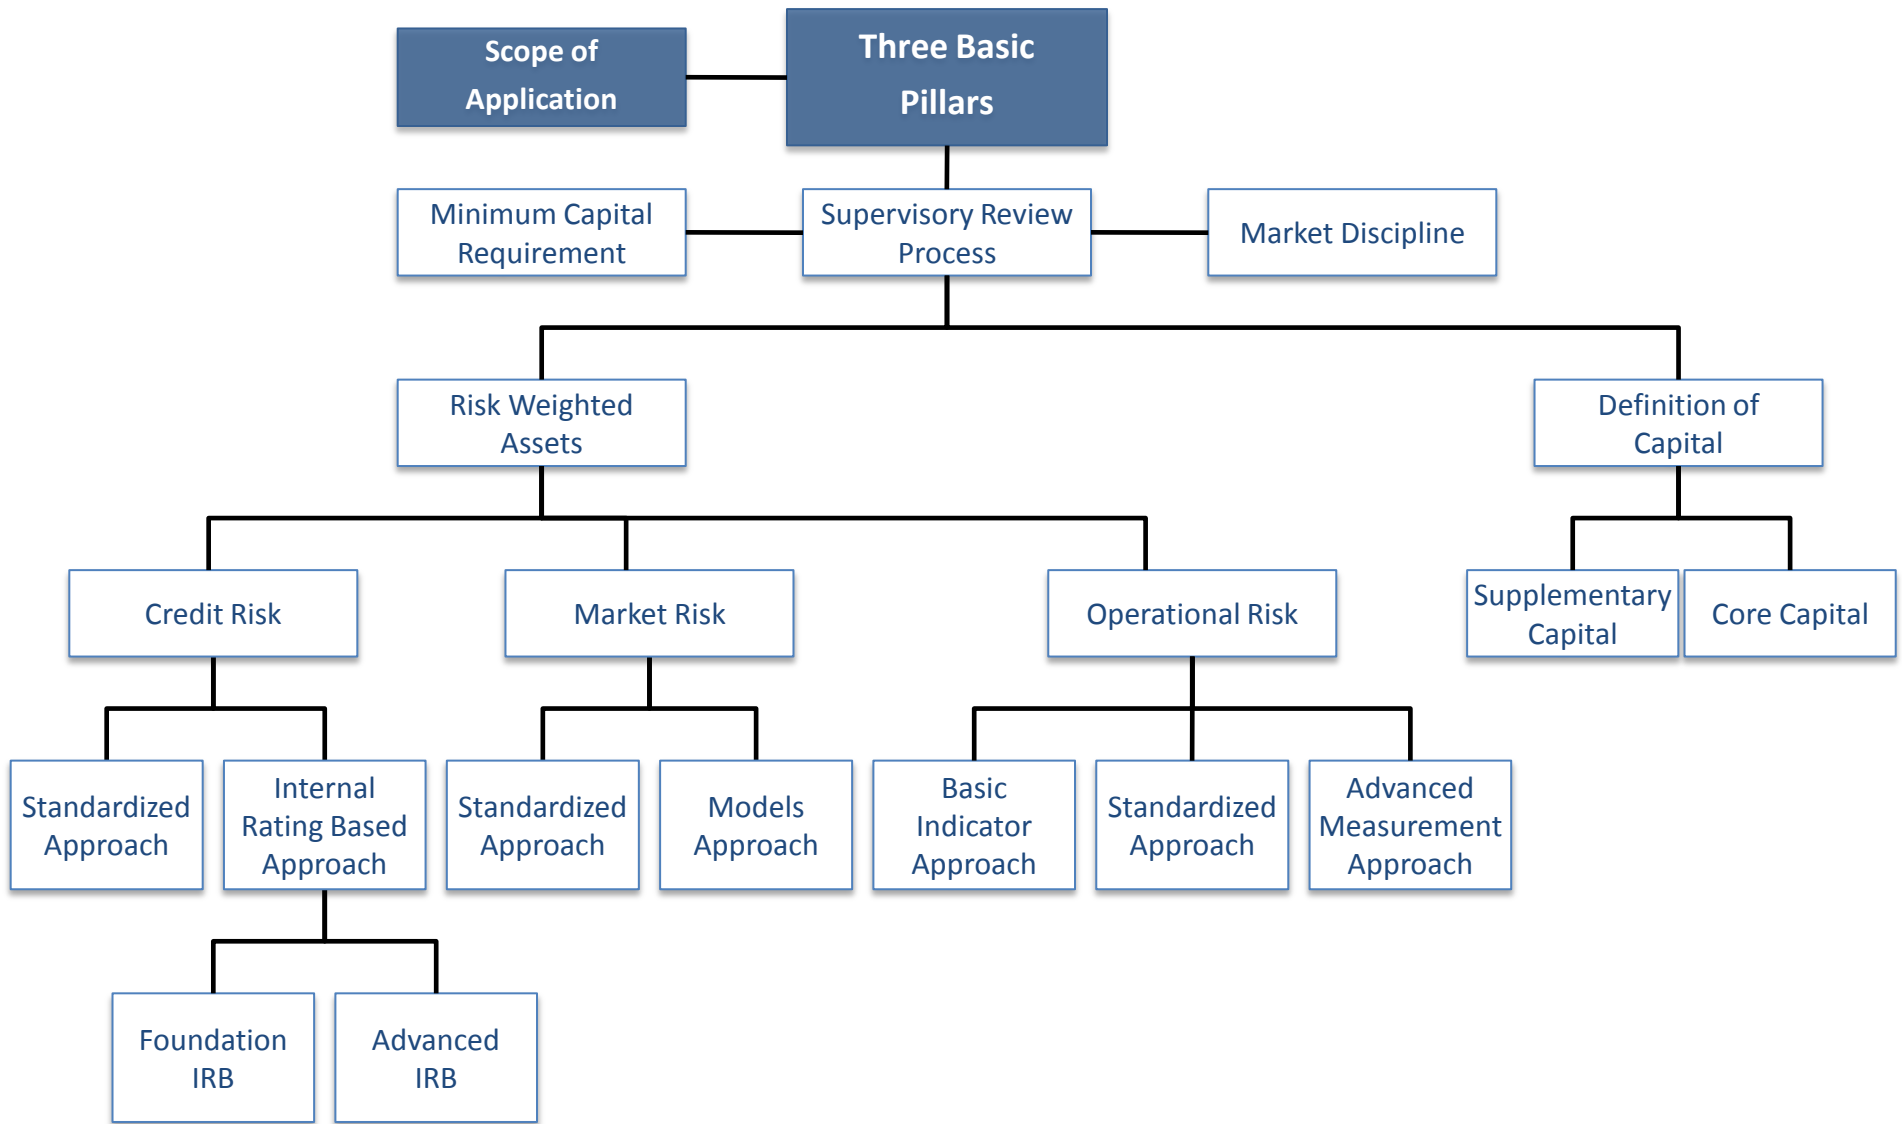 Scope of
Application
Three Basic
Pillars
Minimum Capital
Requirement
Supervisory Review
Process
Market Discipline
Risk Weighted
Assets
Definition of
Capital
Credit Risk
Market Risk
Operational Risk
Supplementary
Capital
Core Capital
Standardized
Approach
Internal
Rating Based
Approach
Standardized
Approach
Models
Approach
Basic
Indicator
Approach
Standardized
Approach
Advanced
Measurement
Approach
Foundation
IRB
Advanced
IRB